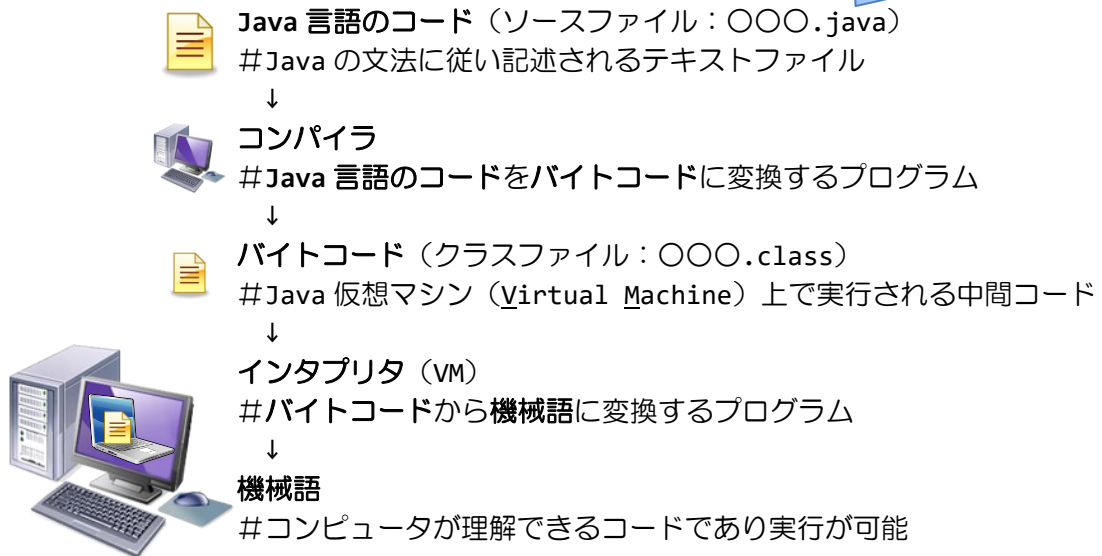 Java 言語のコード（ソースファイル：〇〇〇.java）
＃Java の文法に従い記述されるテキストファイル
↓
コンパイラ
＃Java 言語のコードをバイトコードに変換するプログラム
↓
バイトコード（クラスファイル：〇〇〇.class）
＃Java 仮想マシン（Virtual Machine）上で実行される中間コード
↓
インタプリタ（VM）
＃バイトコードから機械語に変換するプログラム
↓
機械語
＃コンピュータが理解できるコードであり実行が可能